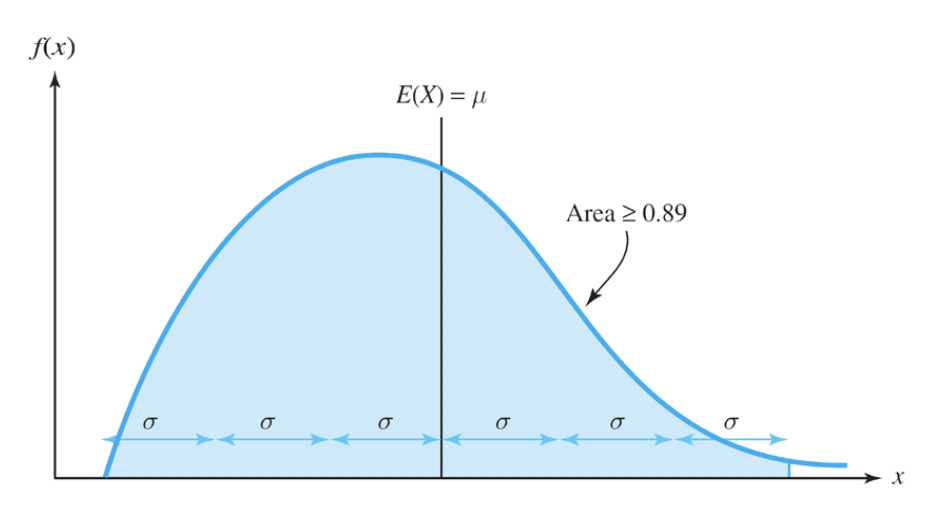 f(x)
E(X) = μ
Area ≥ 0.89
σ σ σ σ σ σ
x